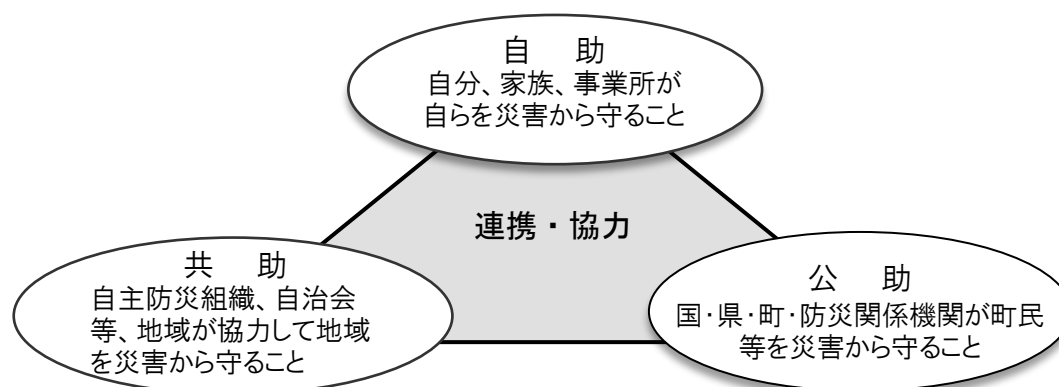 自 助
自分、家族、事業所が
自らを災害から守ること
連携・協力
共 助
自主防災組織、自治会
等、地域が協力して地域
を災害から守ること
公 助
国・県・町・防災関係機関が町民
等を災害から守ること